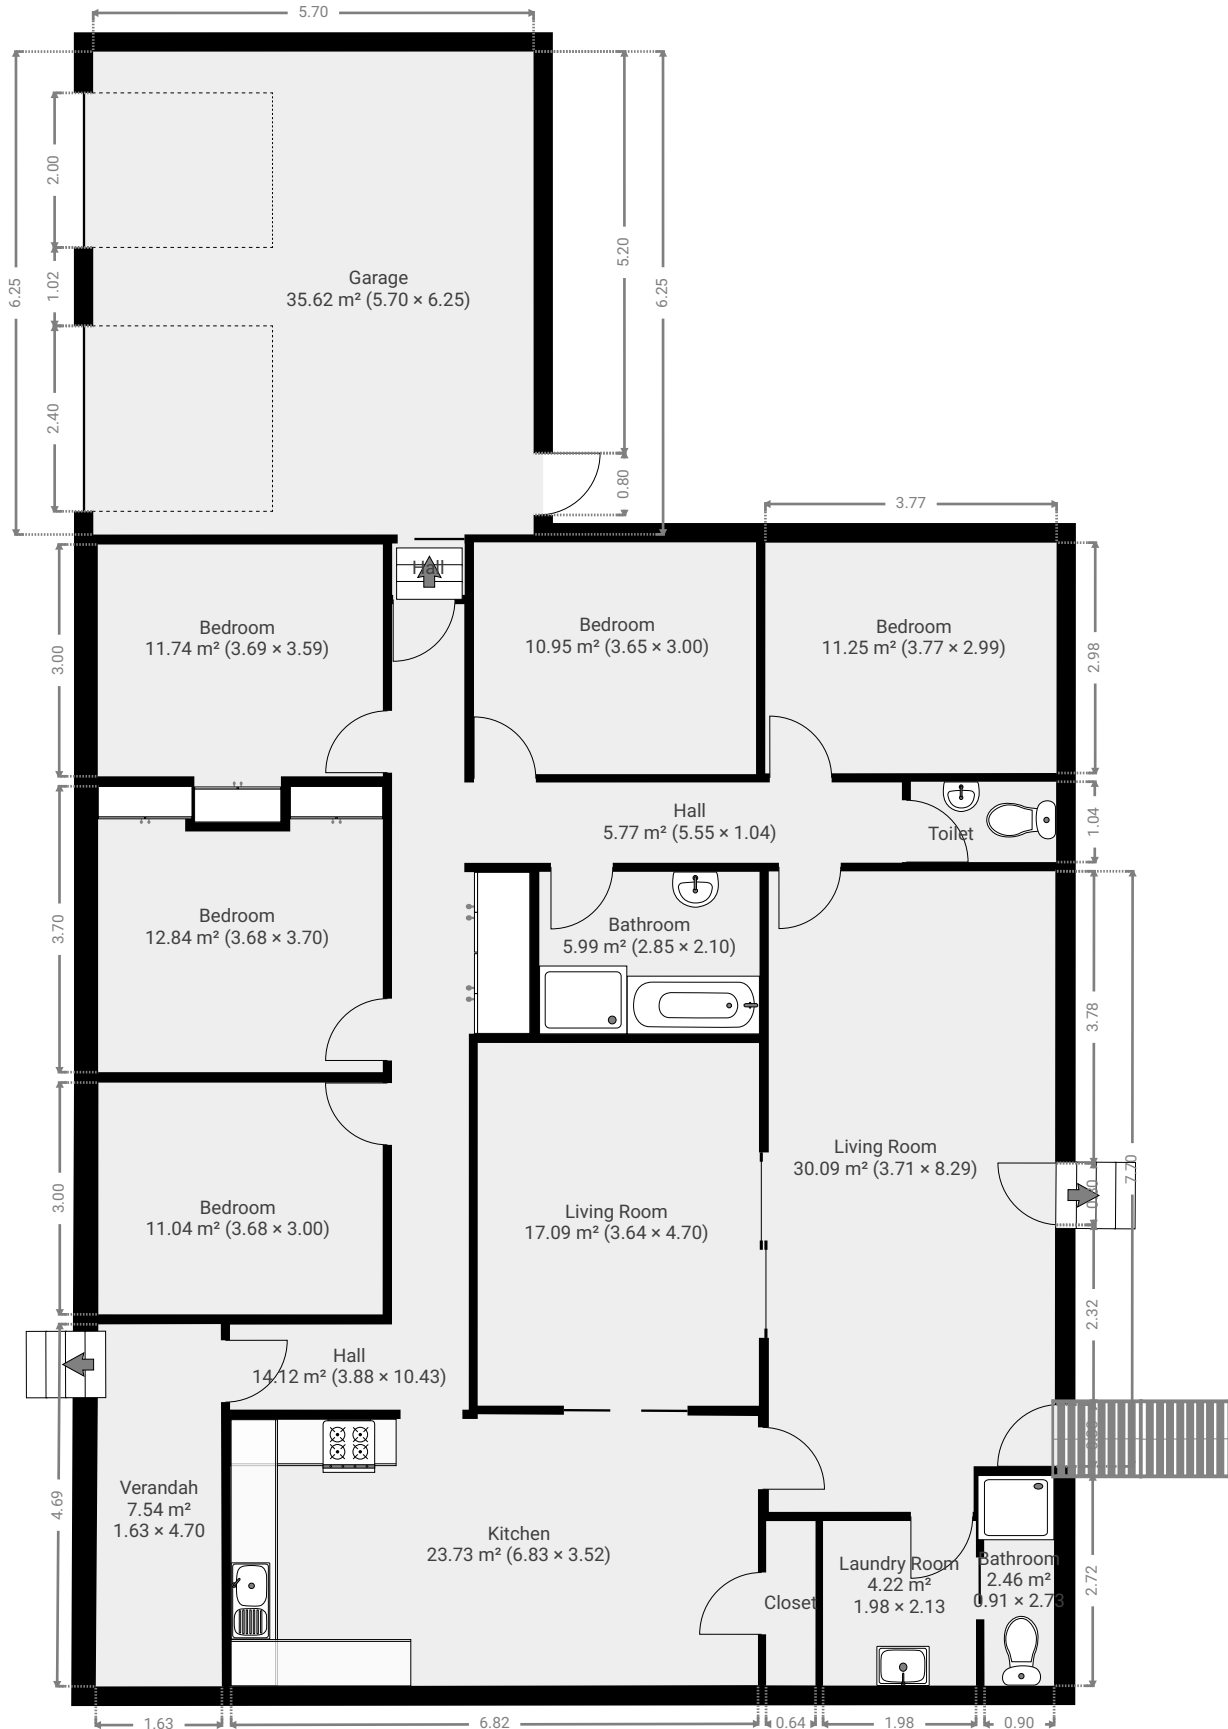 5.70
2.00
5.20
6.25
1.02
6.25
Garage
35.62 m² (5.70 × 6.25)
2.40
0.80
3.77
Hall
Bedroom
11.74 m² (3.69 × 3.59)
Bedroom
10.95 m² (3.65 × 3.00)
Bedroom
11.25 m² (3.77 × 2.99)
3.00
2.98
Hall
5.77 m² (5.55 × 1.04)
Toilet
1.04
Bedroom
12.84 m² (3.68 × 3.70)
3.70
Bathroom
5.99 m² (2.85 × 2.10)
3.78
Living Room
30.09 m² (3.71 × 8.29)
7.70
Bedroom
11.04 m² (3.68 × 3.00)
3.00
Living Room
17.09 m² (3.64 × 4.70)
2.32
Hall
14.12 m² (3.88 × 10.43)
Verandah
7.54 m²
1.63 × 4.70
4.69
Kitchen
23.73 m² (6.83 × 3.52)
Closet
Laundry Room
4.22 m²
1.98 × 2.13
Bathroom
2.46 m²
0.91 × 2.73
2.72
1.63
6.82
0.64
1.98
0.90